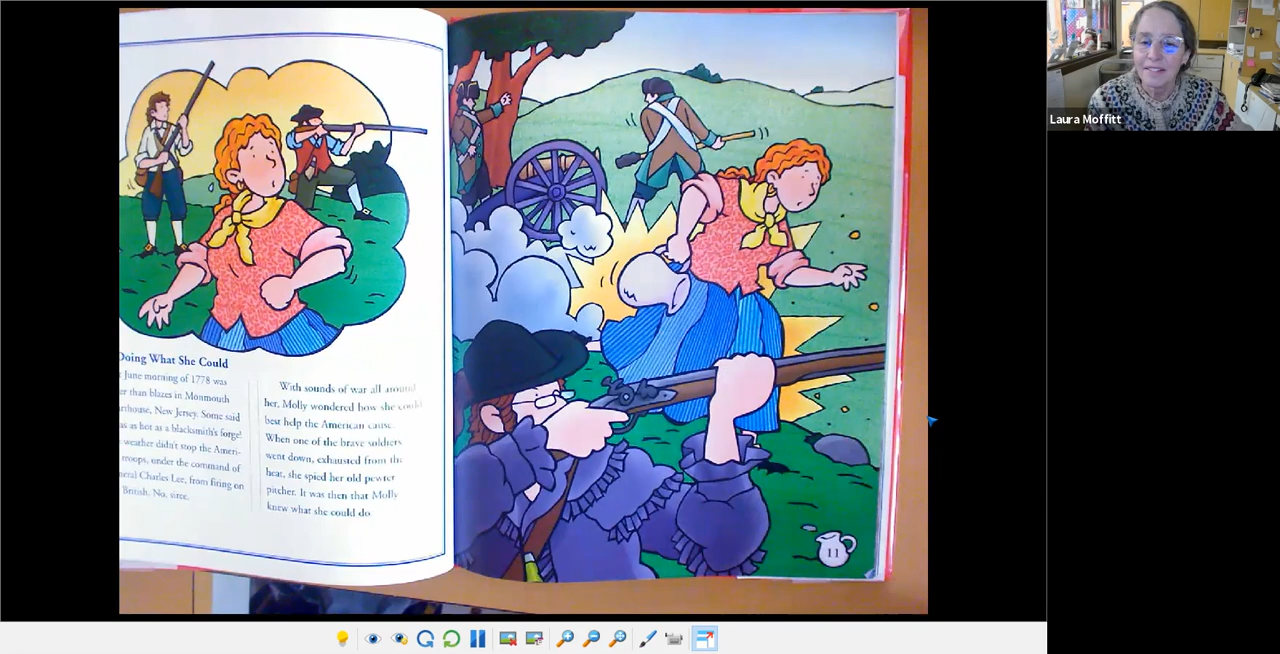 Doing What She Could
June morning of 1778 was
er than blazes in Monmouth
rthouse, New Jersey. Some said
as as hot as a blacksmith's forge!
weather didn't stop the Ameri-
troops, under the command of
neral Charles Lee, from firing on
British. No, siree.
With sounds of war all around
her, Molly wondered how she could
best help the American cause.
When one of the brave soldiers
went down, exhausted from the
heat, she spied her old pewter
pitcher. It was then that Molly
knew what she could do.
11
Laura Moffitt